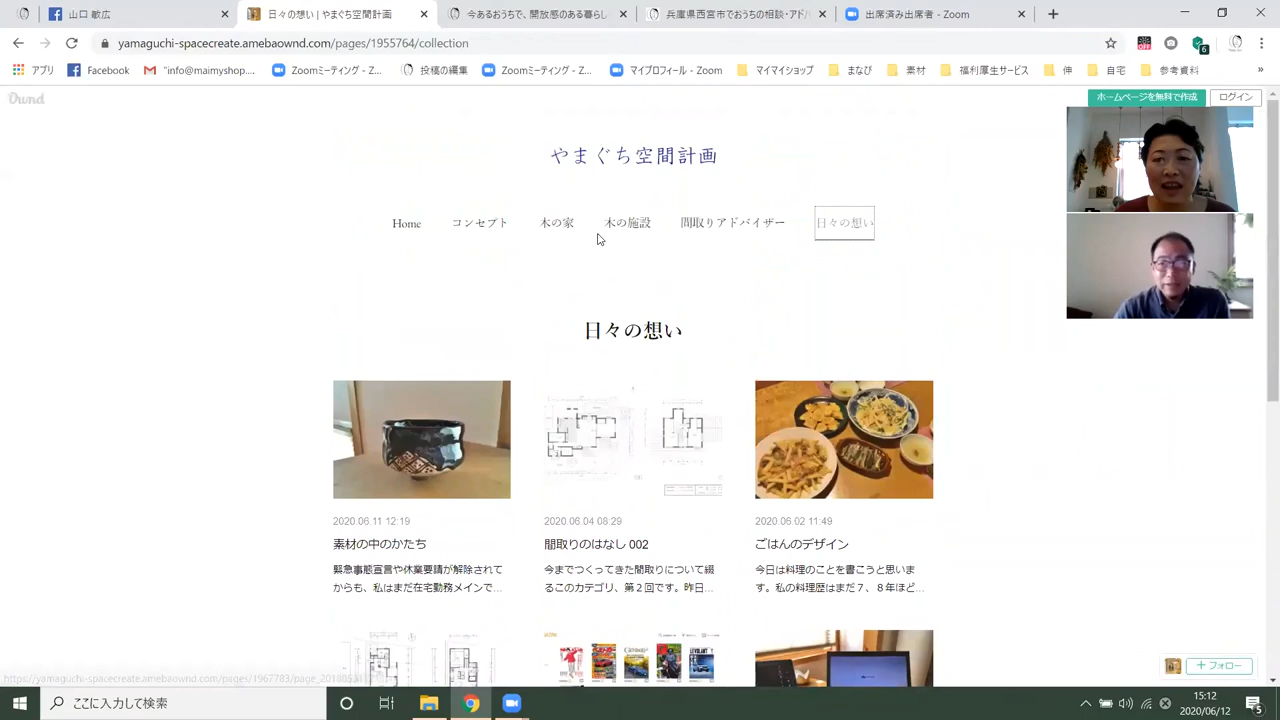 山口 敏広
日々の想い | やまぐち空間計画
今あるおうちで、開放感のある暮らし
兵庫県西宮市でおうちの相談・アドバ
出席済み出席者 - Zoom
yamaguchi-spacecreate.amebaownd.com/pages/1955764/collection
OFF
6
アプリ
Facebook
"info@maimyshop...
Zoomミーティング - Z...
投稿の編集
Zoomミーティング - Z...
マイプロフィール - Zoom
マイマイショップ
まなび
素材
福利厚生サービス
伸
自宅
参考資料
»
Ownd
ホームページを無料で作成
ログイン
やまぐち空間計画
Home
コンセプト
木の家
木の施設
間取りアドバイザー
日々の想い
日々の想い
2020.06.11 12:19
2020.06.04 08:29
2020.06.02 11:49
素材の中のかたち
間取りのはなし 002
ごはんのデザイン
緊急事態宣言や休業要請が解除されて
からも、私はまだ在宅勤務メインで...
今までつくってきた間取りについて綴
るこのカテゴリ、第２回です。昨日...
今日は料理のことを書こうと思いま
す。私の料理歴はまだ７、８年ほど...
フォロー
ここに入力して検索
15:12
2020/06/12
5